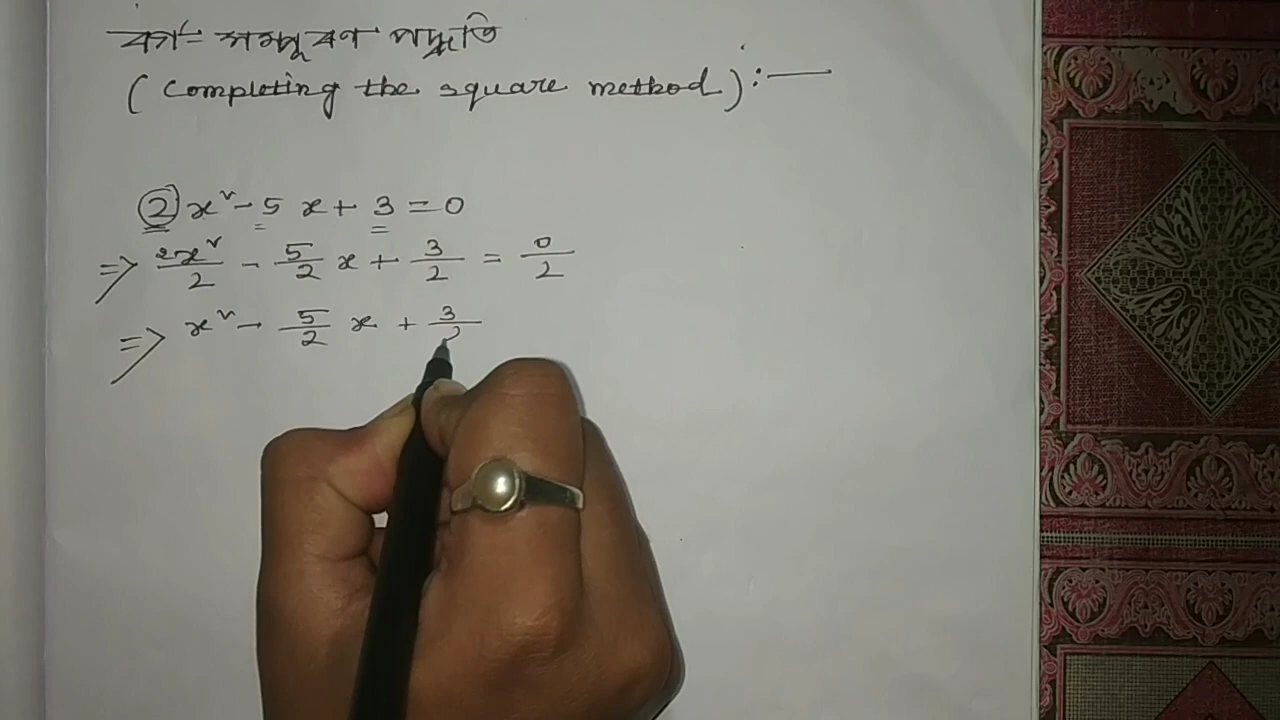 বর্গ সম্পূরণ পদ্ধতি
(Completing the square method):—
2x² - 5x + 3 = 0
⇒ 2x²/2 - 5/2 x + 3/2 = 0/2
⇒ x² - 5/2 x + 3/2